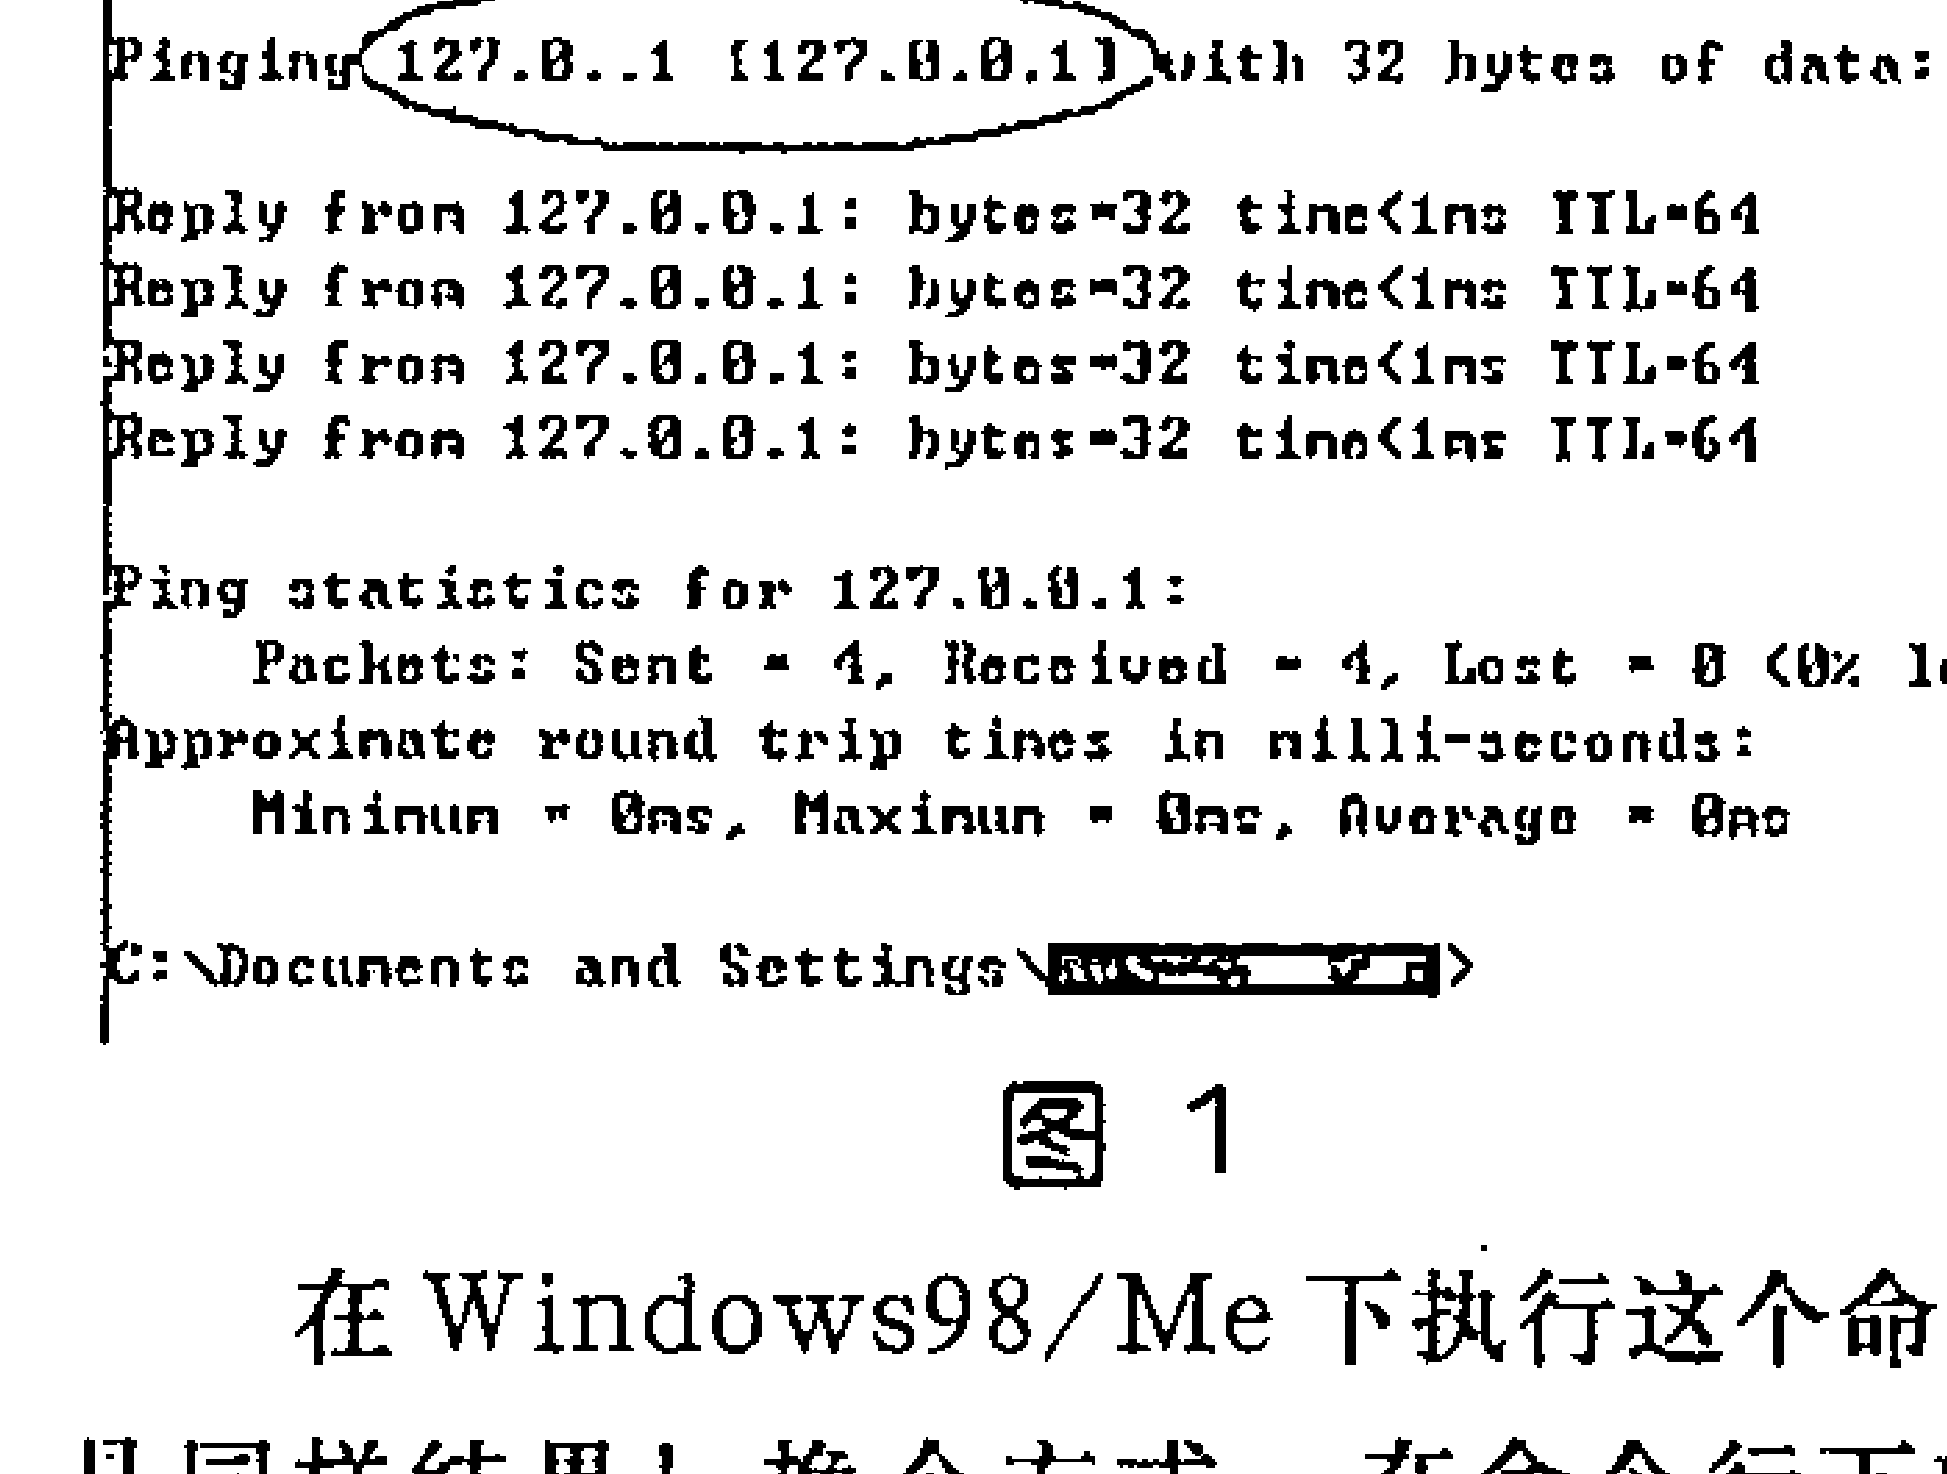 Pinging 127.0..1 [127.0.0.1] with 32 bytes of data:
Reply from 127.0.0.1: bytes=32 time<1ms TTL=64
Reply from 127.0.0.1: bytes=32 time<1ms TTL=64
Reply from 127.0.0.1: bytes=32 time<1ms TTL=64
Reply from 127.0.0.1: bytes=32 time<1ms TTL=64
Ping statistics for 127.0.0.1:
Packets: Sent = 4, Received = 4, Lost = 0 (0%
Approximate round trip times in milli-seconds:
Minimum = 0ms, Maximum = 0ms, Average = 0ms
C:\Documents and Settings\ >
图 1
在 Windows98/Me 下执行这个命